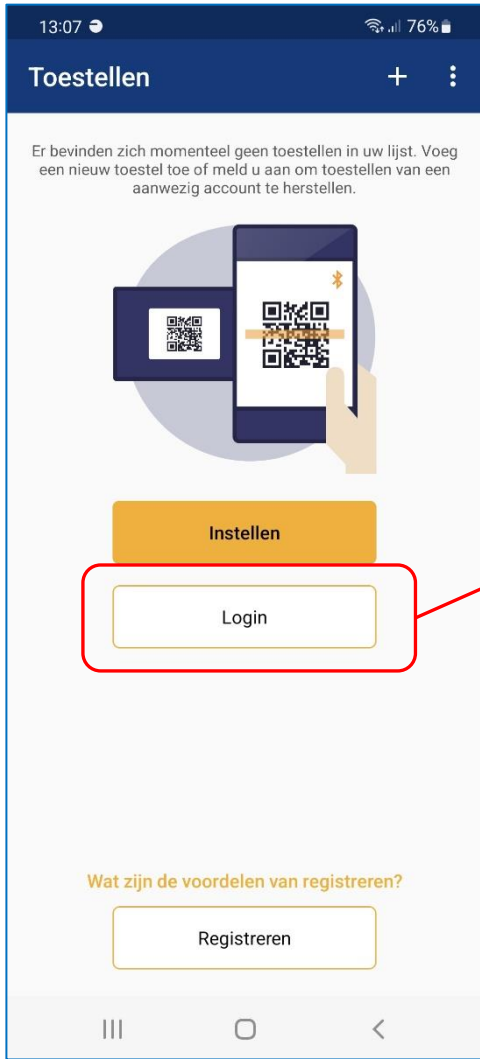 13:07 76%
Toestellen
Er bevinden zich momenteel geen toestellen in uw lijst. Voeg
een nieuw toestel toe of meld u aan om toestellen van een
aanwezig account te herstellen.
Instellen
Login
Wat zijn de voordelen van registreren?
Registreren